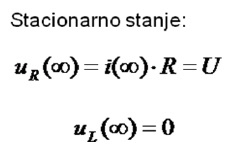 Stacionarno stanje:
u_R(∞) = i(∞) · R = U
u_L(∞) = 0